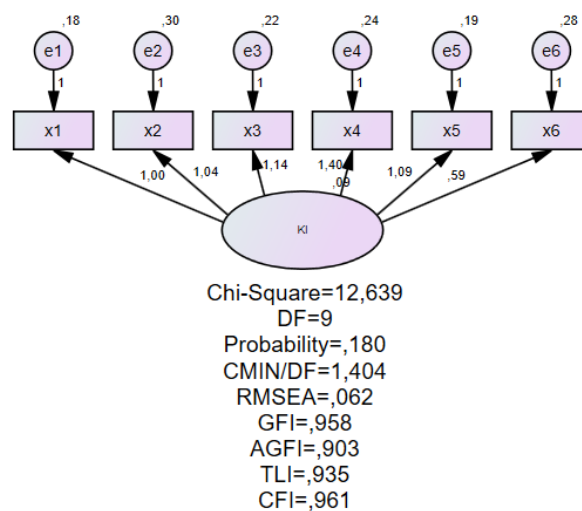 ,18 ,30 ,22 ,24 ,19 ,28
e1 e2 e3 e4 e5 e6
1 1 1 1 1 1
x1 x2 x3 x4 x5 x6
1,00 1,04 1,14 1,40 ,09 1,09 ,59
KI
Chi-Square=12,639
DF=9
Probability=,180
CMIN/DF=1,404
RMSEA=,062
GFI=,958
AGFI=,903
TLI=,935
CFI=,961